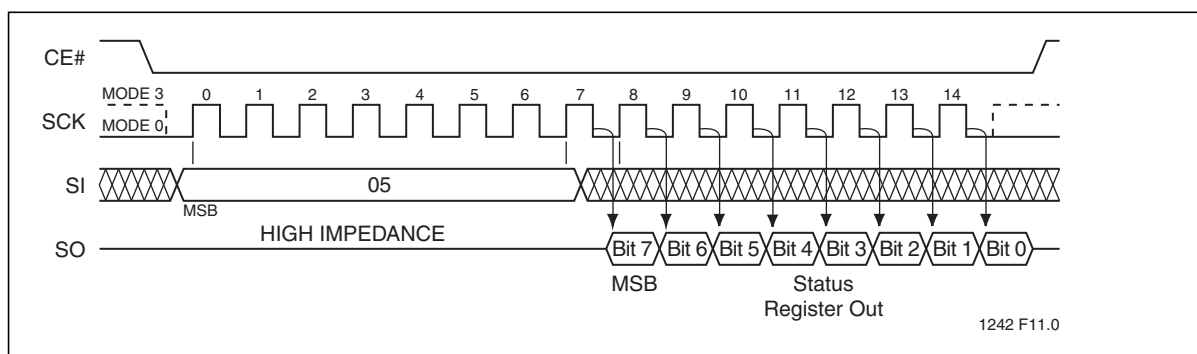 CE#
MODE 3 0 1 2 3 4 5 6 7 8 9 10 11 12 13 14
SCK
MODE 0
SI 05
MSB
HIGH IMPEDANCE
SO Bit 7 Bit 6 Bit 5 Bit 4 Bit 3 Bit 2 Bit 1 Bit 0
MSB Status
Register Out
1242 F11.0